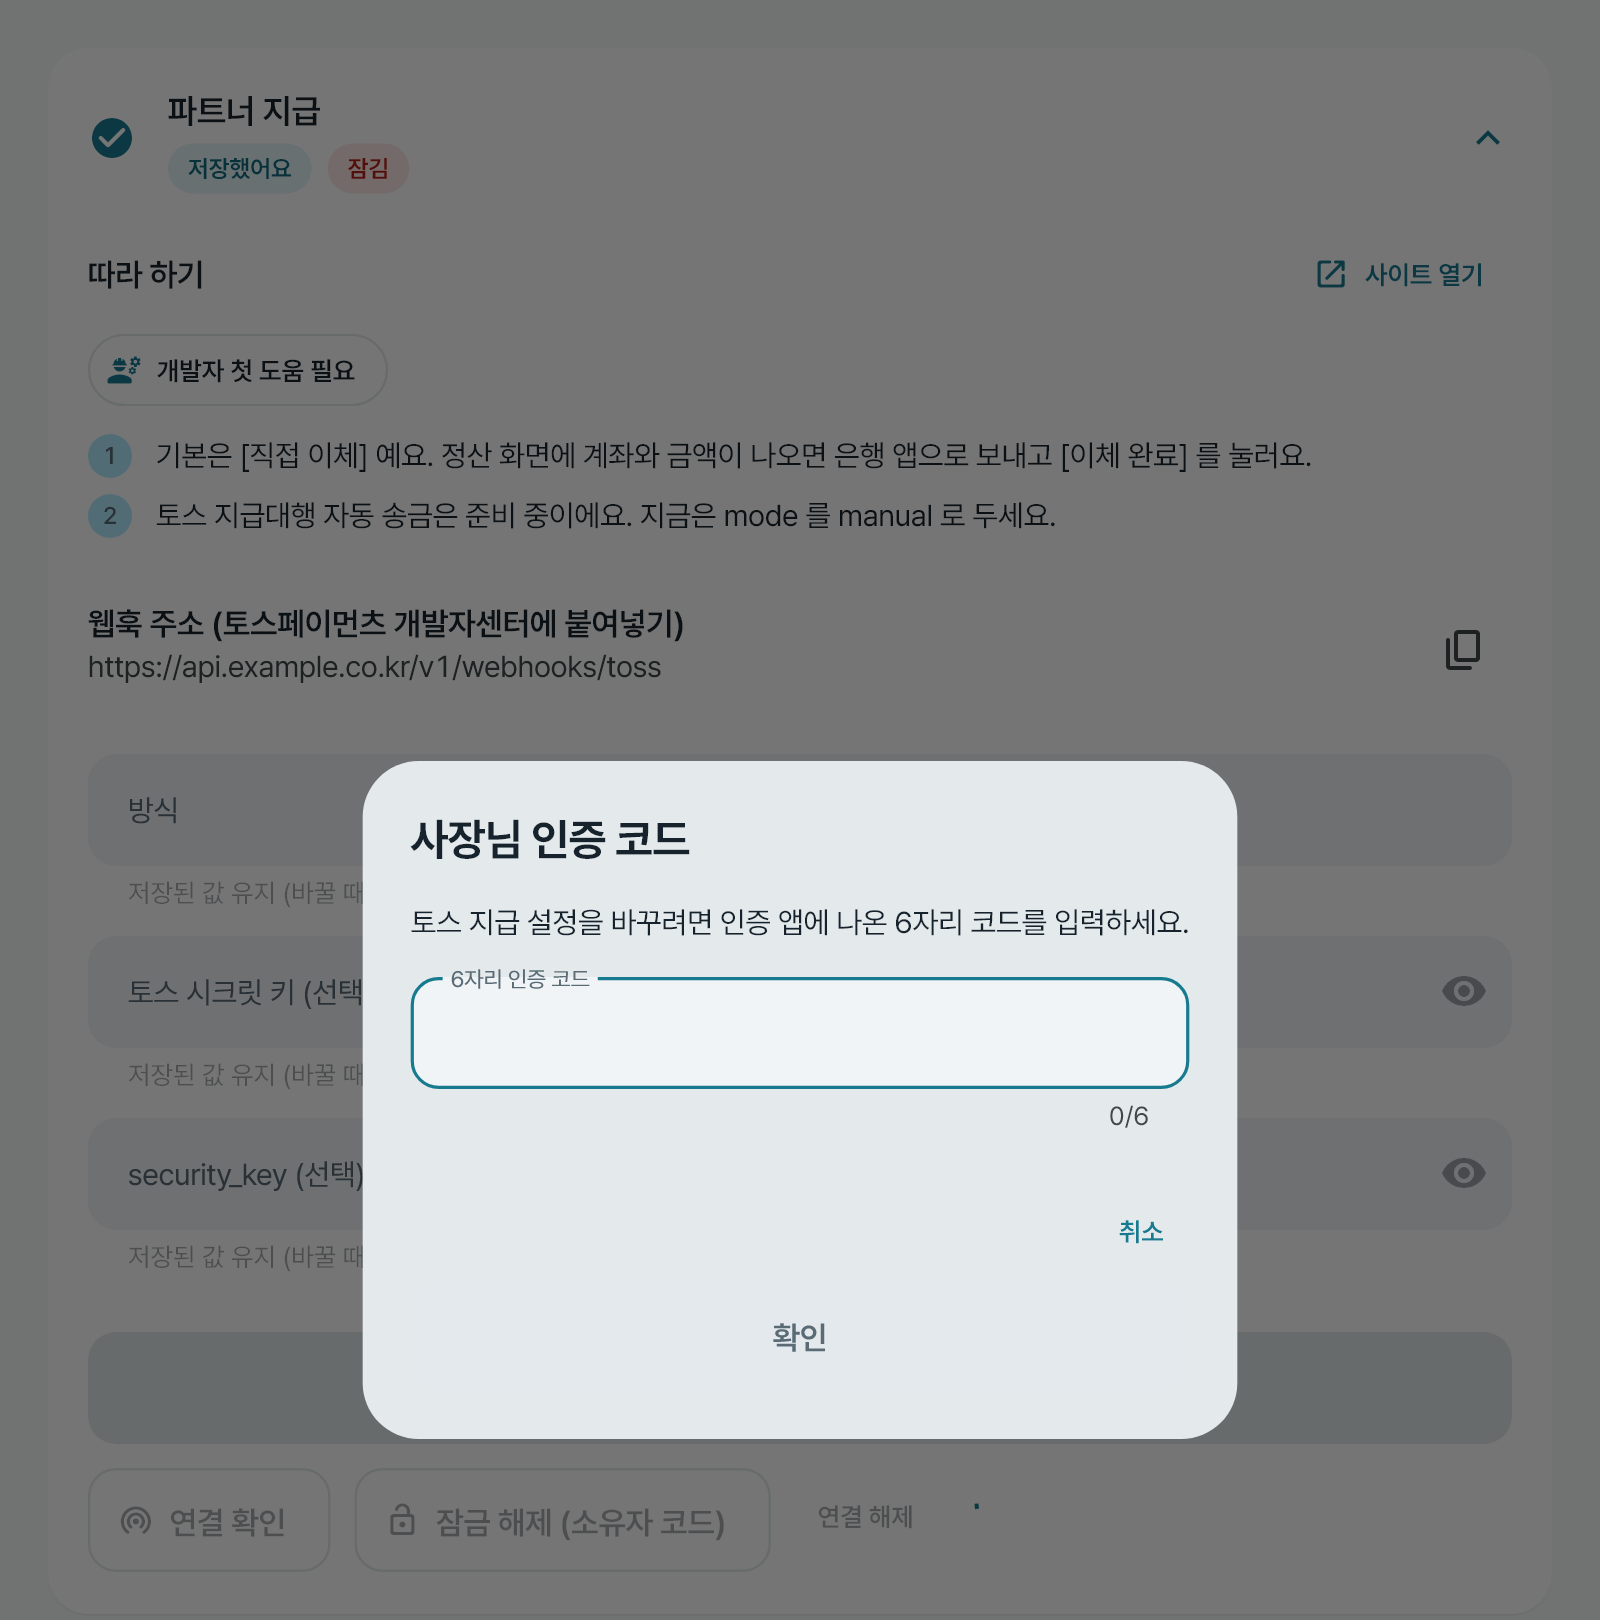 파트너 지급
저장했어요 잠김
따라 하기
사이트 열기
개발자 첫 도움 필요
1 기본은 [직접 이체] 예요. 정산 화면에 계좌와 금액이 나오면 은행 앱으로 보내고 [이체 완료] 를 눌러요.
2 토스 지급대행 자동 송금은 준비 중이에요. 지금은 mode 를 manual 로 두세요.
웹훅 주소 (토스페이먼츠 개발자센터에 붙여넣기)
https://api.example.co.kr/v1/webhooks/toss
방식
저장된 값 유지 (바꿀 때
토스 시크릿 키 (선택
저장된 값 유지 (바꿀 때
security_key (선택)
저장된 값 유지 (바꿀 때
사장님 인증 코드
토스 지급 설정을 바꾸려면 인증 앱에 나온 6자리 코드를 입력하세요.
6자리 인증 코드
0/6
취소
확인
연결 확인
잠금 해제 (소유자 코드)
연결 해제